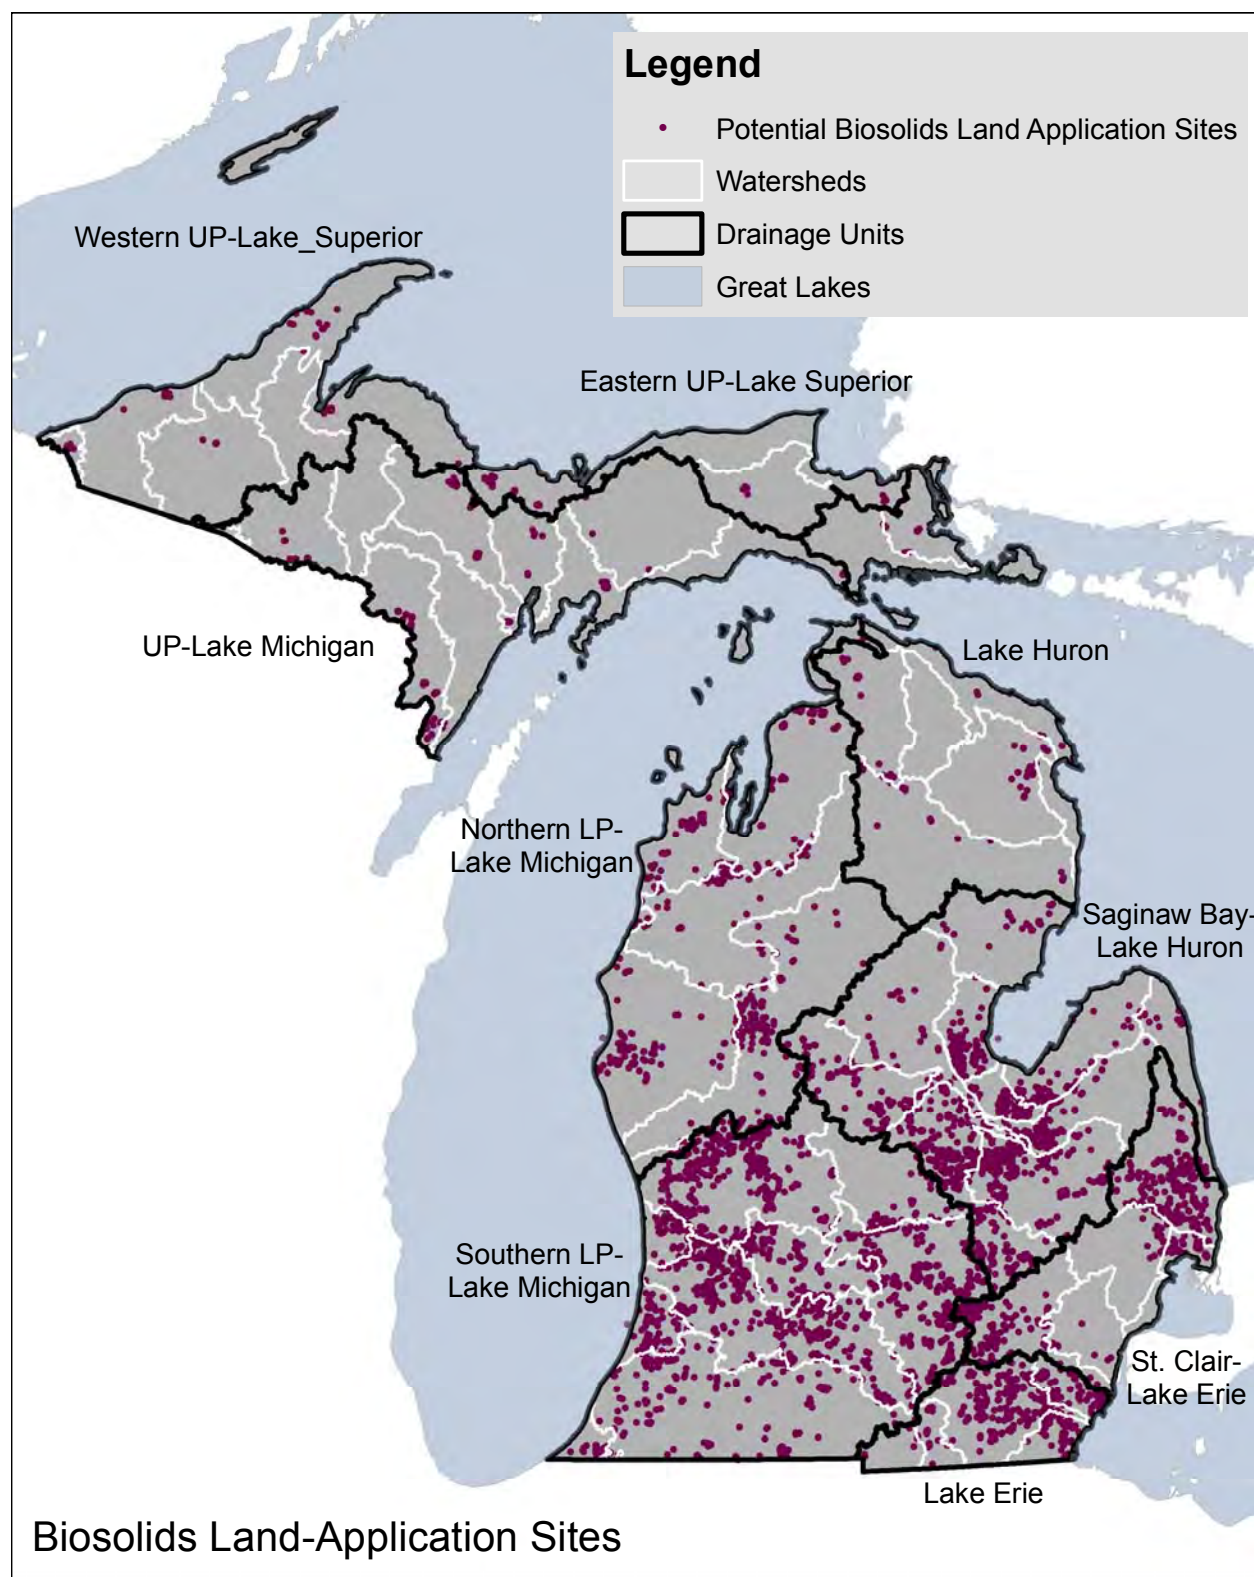 Legend
Potential Biosolids Land Application Sites
Watersheds
Drainage Units
Great Lakes
Western UP-Lake_Superior
Eastern UP-Lake Superior
UP-Lake Michigan
Lake Huron
Northern LP-
Lake Michigan
Saginaw Bay-
Lake Huron
Southern LP-
Lake Michigan
St. Clair-
Lake Erie
Lake Erie
Biosolids Land-Application Sites